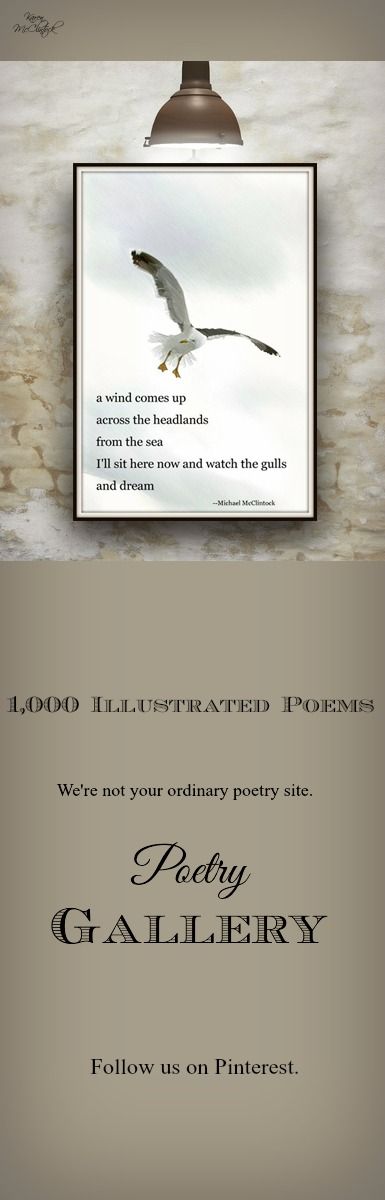 Karen
McClintock
a wind comes up
across the headlands
from the sea
I'll sit here now and watch the gulls
and dream
--Michael McClintock
1,000 Illustrated Poems
We're not your ordinary poetry site.
Poetry
Gallery
Follow us on Pinterest.